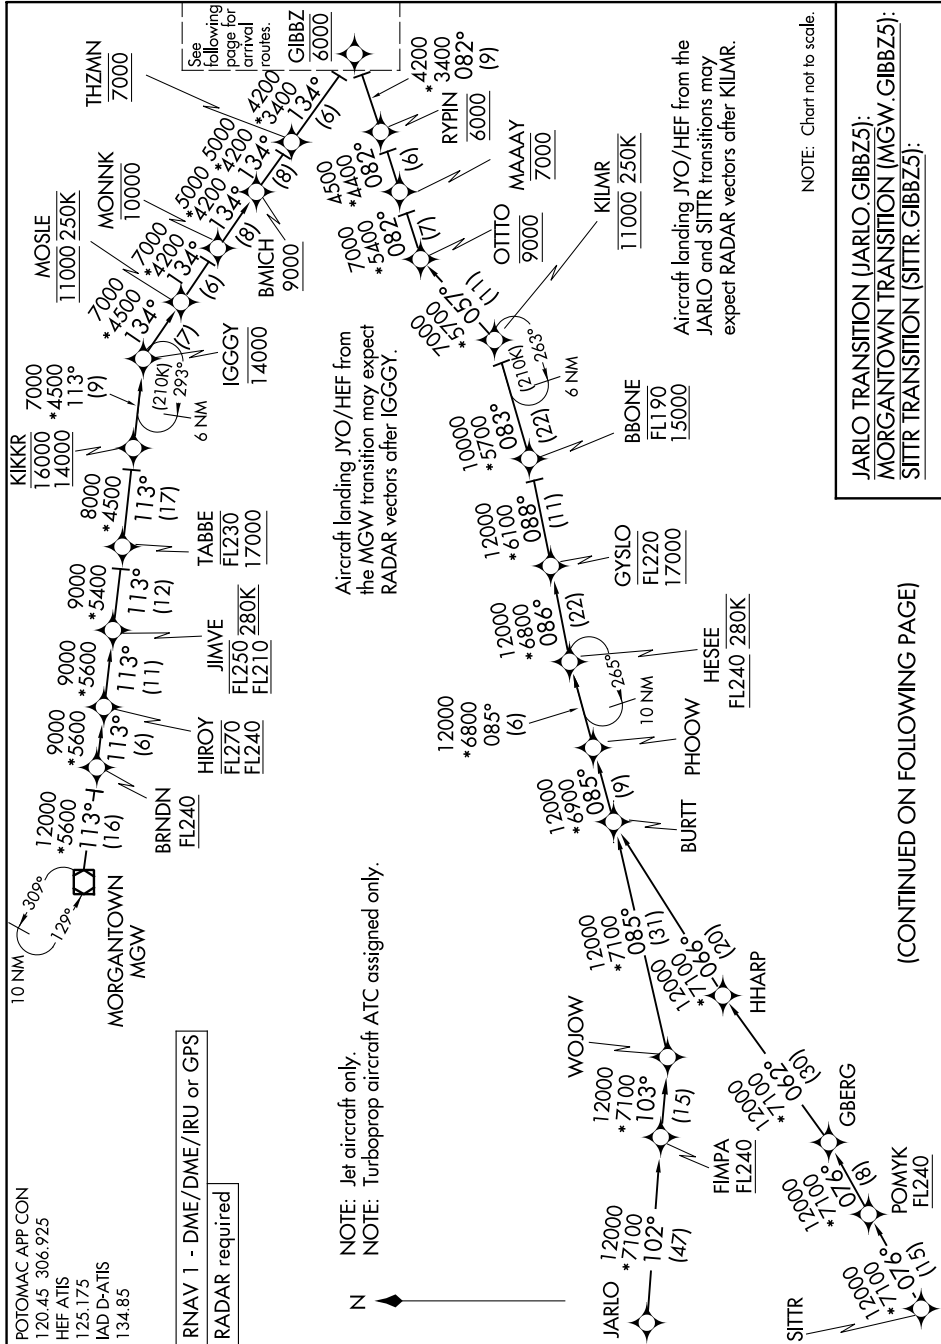 POTOMAC APP CON
120.45 306.925
HEF ATIS
125.175
IAD D-ATIS
134.85
RNAV 1 - DME/DME/IRU or GPS
RADAR required
NOTE: Jet aircraft only.
NOTE: Turboprop aircraft ATC assigned only.
N
10 NM
309°
129°
MORGANTOWN
MGW
12000
*5600
113°
(16)
BRNDN
FL240
9000
*5600
113°
(6)
HIROY
FL270
FL240
9000
*5600
113°
(11)
JIMVE
FL250 280K
FL210
9000
*5400
113°
(12)
TABBE
FL230
17000
8000
*4500
113°
(17)
KIKKR
16000
14000
7000
*4500
113°
(9)
(210K)
293°
6 NM
IGGGY
14000
7000
*4500
134°
(7)
MOSLE
11000 250K
7000
*4200
134°
(6)
MONNK
10000
5000
*4200
134°
(8)
BMICH
9000
5000
*4200
134°
(8)
THZMN
7000
4200
*3400
134°
(6)
See
following
page for
arrival
routes.
GIBBZ
6000
Aircraft landing JYO/HEF from
the MGW transition may expect
RADAR vectors after IGGGY.
JARLO
12000
*7100
102°
(47)
FIMPA
FL240
12000
*7100
103°
(15)
WOJOW
12000
*7100
085°
(31)
SITTR
12000
*7100
076°
(15)
POMYK
FL240
12000
*7100
076°
(8)
GBERG
12000
*7100
062°
(30)
HHARP
12000
*7100
066°
(20)
BURTT
12000
*6900
085°
(9)
PHOOW
12000
*6800
085°
(6)
10 NM
265°
HESEE
FL240 280K
12000
*6800
086°
(22)
GYSLO
FL220
17000
12000
*6100
088°
(11)
BBONE
FL190
15000
10000
*5700
083°
(22)
(210K)
263°
6 NM
KILMR
11000 250K
7000
*5700
057°
(11)
OTTTO
9000
7000
*5400
082°
(7)
MAAAY
7000
4500
*4400
082°
(6)
RYPIN
6000
4200
*3400
082°
(9)
Aircraft landing JYO/HEF from the
JARLO and SITTR transitions may
expect RADAR vectors after KILMR.
NOTE: Chart not to scale.
JARLO TRANSITION (JARLO.GIBBZ5):
MORGANTOWN TRANSITION (MGW.GIBBZ5):
SITTR TRANSITION (SITTR.GIBBZ5):
(CONTINUED ON FOLLOWING PAGE)